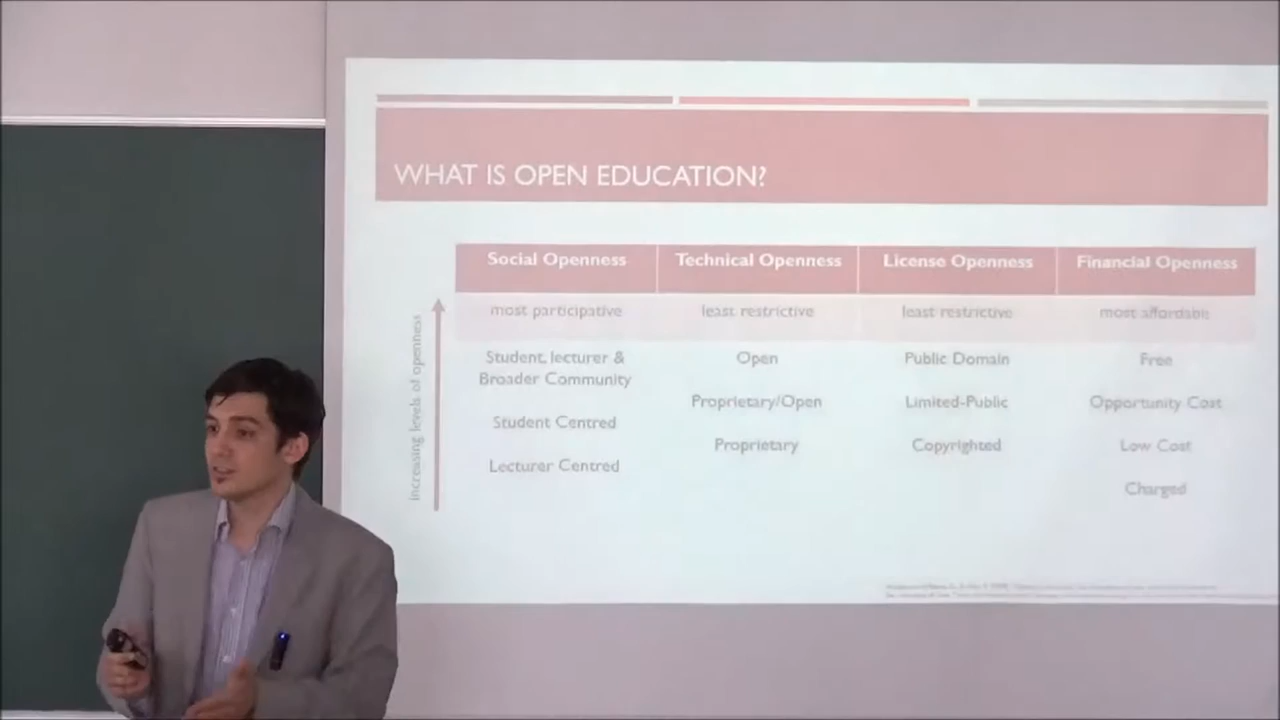 WHAT IS OPEN EDUCATION?
Social Openness Technical Openness License Openness Financial Openness
most participative least restrictive least restrictive most affordable
increasing levels of openness
Student, lecturer & Open Public Domain Free
Broader Community
Proprietary/Open Limited-Public Opportunity Cost
Student Centred
Proprietary Copyrighted Low Cost
Lecturer Centred
Charged